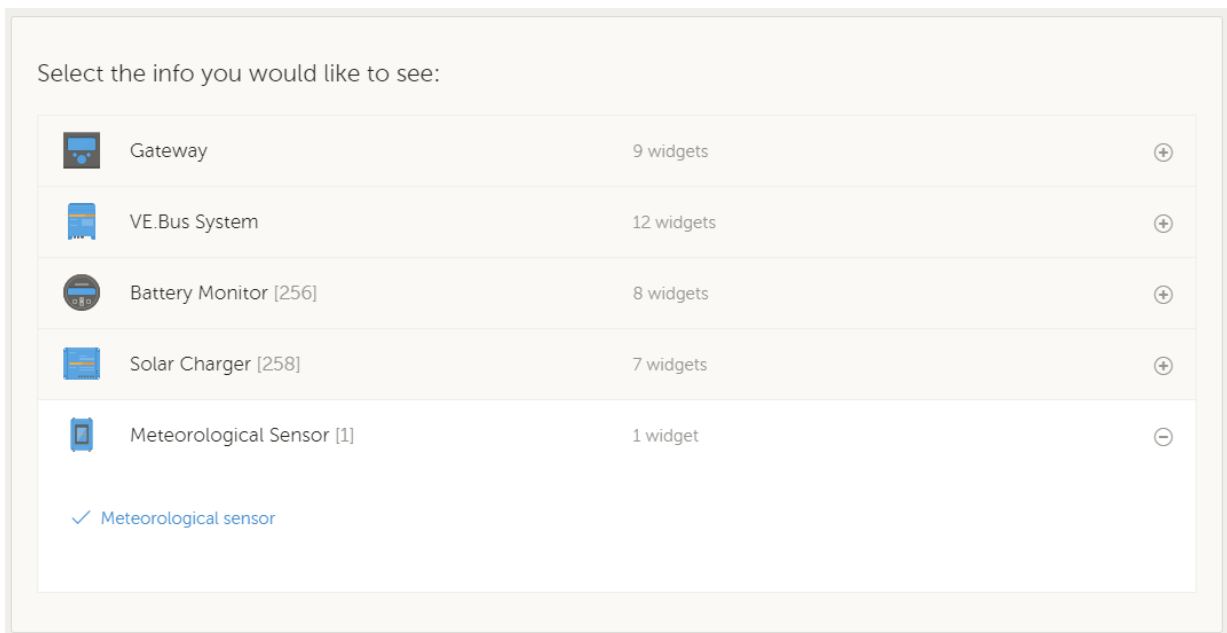 Select the info you would like to see:
Gateway 9 widgets
VE.Bus System 12 widgets
Battery Monitor [256] 8 widgets
Solar Charger [258] 7 widgets
Meteorological Sensor [1] 1 widget
Meteorological sensor